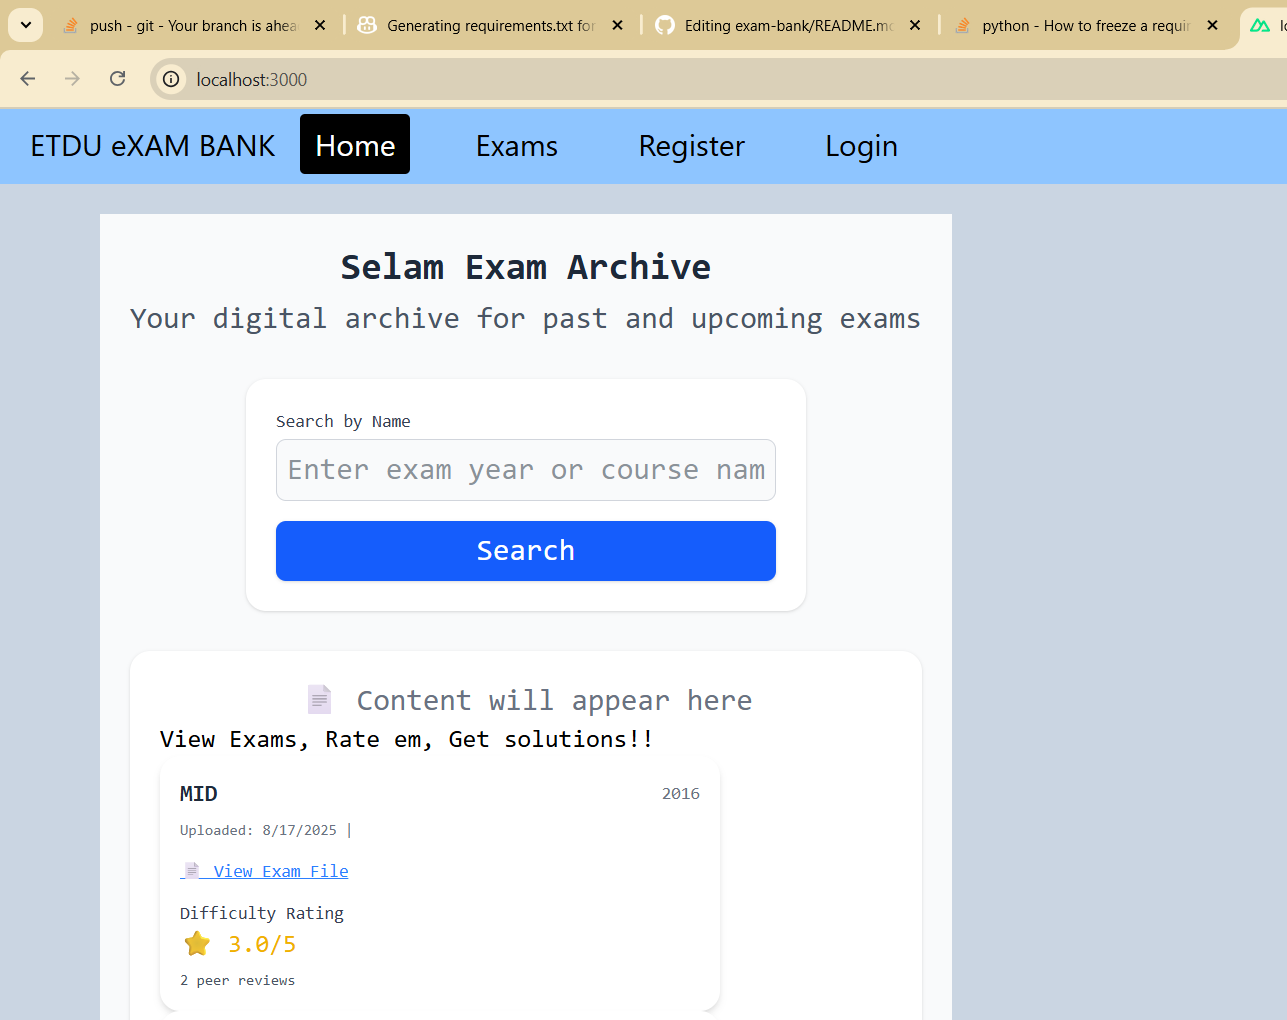 push - git - Your branch is ahea
Generating requirements.txt for
Editing exam-bank/README.md
python - How to freeze a requir
localhost:3000
ETDU eXAM BANK Home Exams Register Login
Selam Exam Archive
Your digital archive for past and upcoming exams
Search by Name
Enter exam year or course nam
Search
Content will appear here
View Exams, Rate em, Get solutions!!
MID 2016
Uploaded: 8/17/2025 |
View Exam File
Difficulty Rating
3.0/5
2 peer reviews